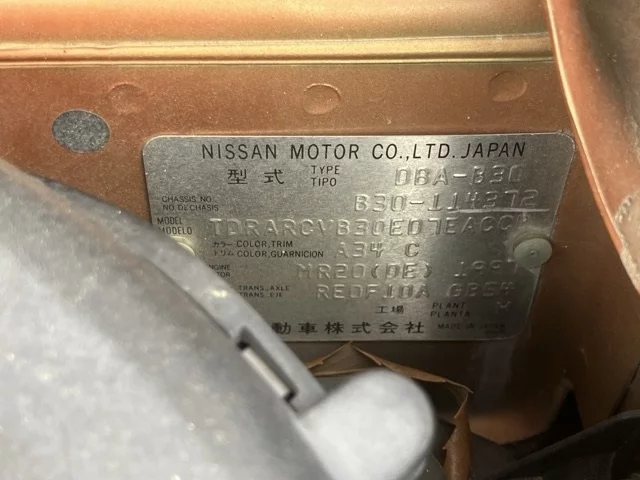 NISSAN MOTOR CO.,LTD. JAPAN
型式 TYPE TIPO DBA-B30
CHASSIS NO. NO. DE CHASIS B30-114372
MODEL MODELO TDRARCVB30E07EACC
カラー トリム COLOR, TRIM COLOR, GUARNICION A34 C
MR20(DE) 1997
TRANS., AXLE TRANS., EJE RE0F10A GB54
工場 PLANT PLANTA
動車株式会社 MADE IN JAPAN